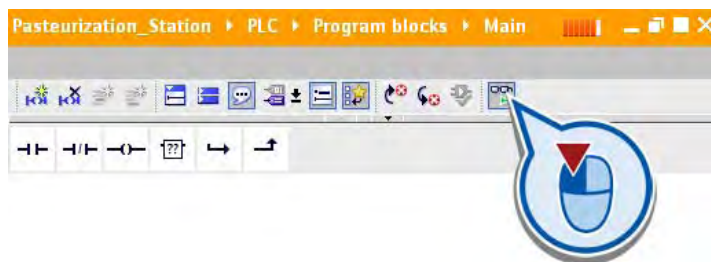 Pasteurization_Station ▸ PLC ▸ Program blocks ▸ Main
??